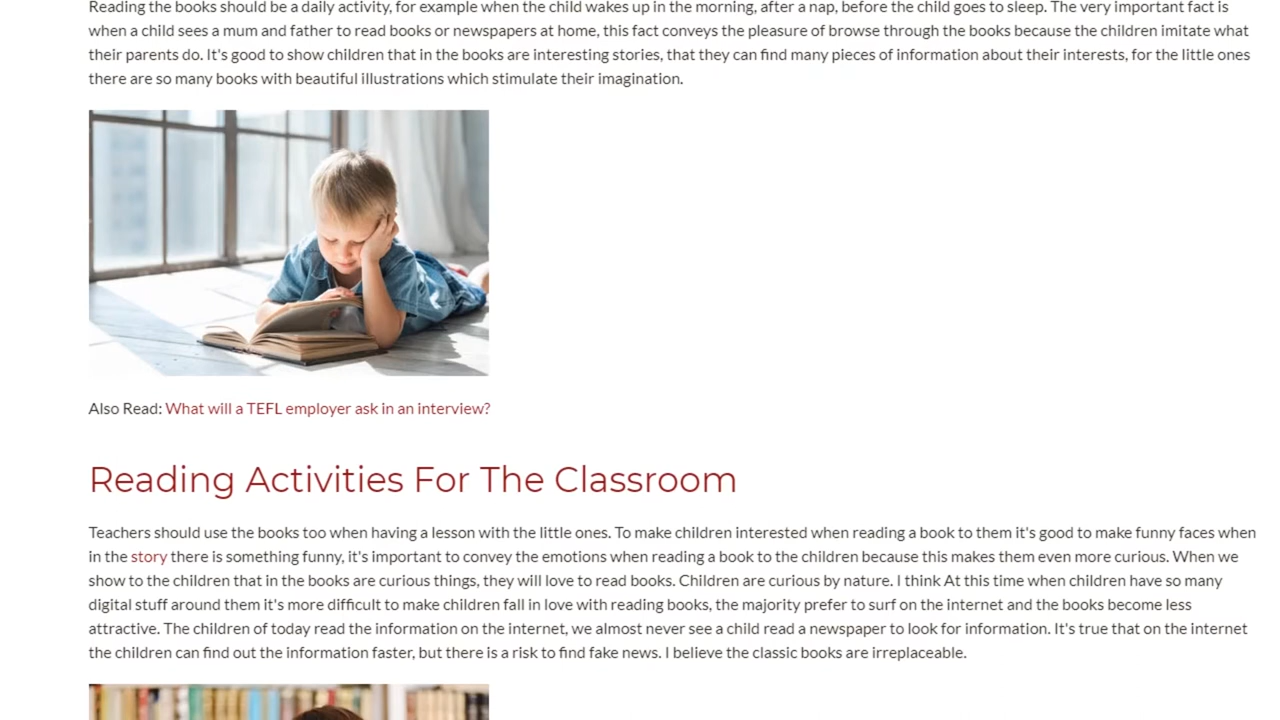 Reading the books should be a daily activity, for example when the child wakes up in the morning, after a nap, before the child goes to sleep. The very important fact is
when a child sees a mum and father to read books or newspapers at home, this fact conveys the pleasure of browse through the books because the children imitate what
their parents do. It's good to show children that in the books are interesting stories, that they can find many pieces of information about their interests, for the little ones
there are so many books with beautiful illustrations which stimulate their imagination.
Also Read: What will a TEFL employer ask in an interview?
Reading Activities For The Classroom
Teachers should use the books too when having a lesson with the little ones. To make children interested when reading a book to them it's good to make funny faces when
in the story there is something funny, it's important to convey the emotions when reading a book to the children because this makes them even more curious. When we
show to the children that in the books are curious things, they will love to read books. Children are curious by nature. I think At this time when children have so many
digital stuff around them it's more difficult to make children fall in love with reading books, the majority prefer to surf on the internet and the books become less
attractive. The children of today read the information on the internet, we almost never see a child read a newspaper to look for information. It's true that on the internet
the children can find out the information faster, but there is a risk to find fake news. I believe the classic books are irreplaceable.